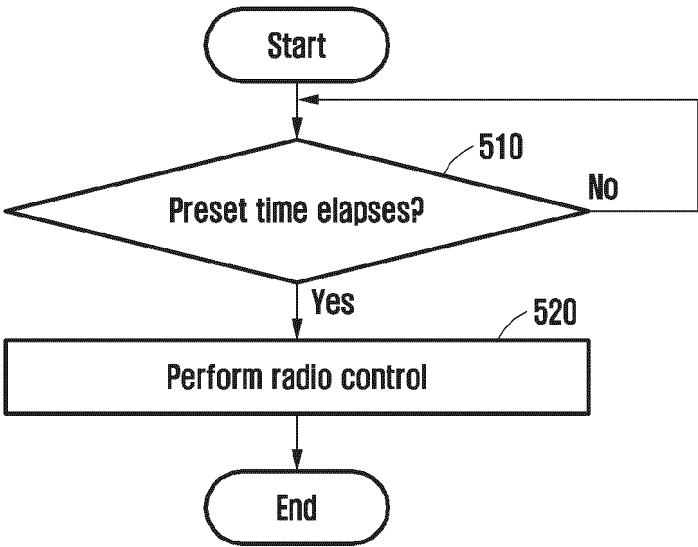 Start
510
Preset time elapses?
No
Yes
520
Perform radio control
End